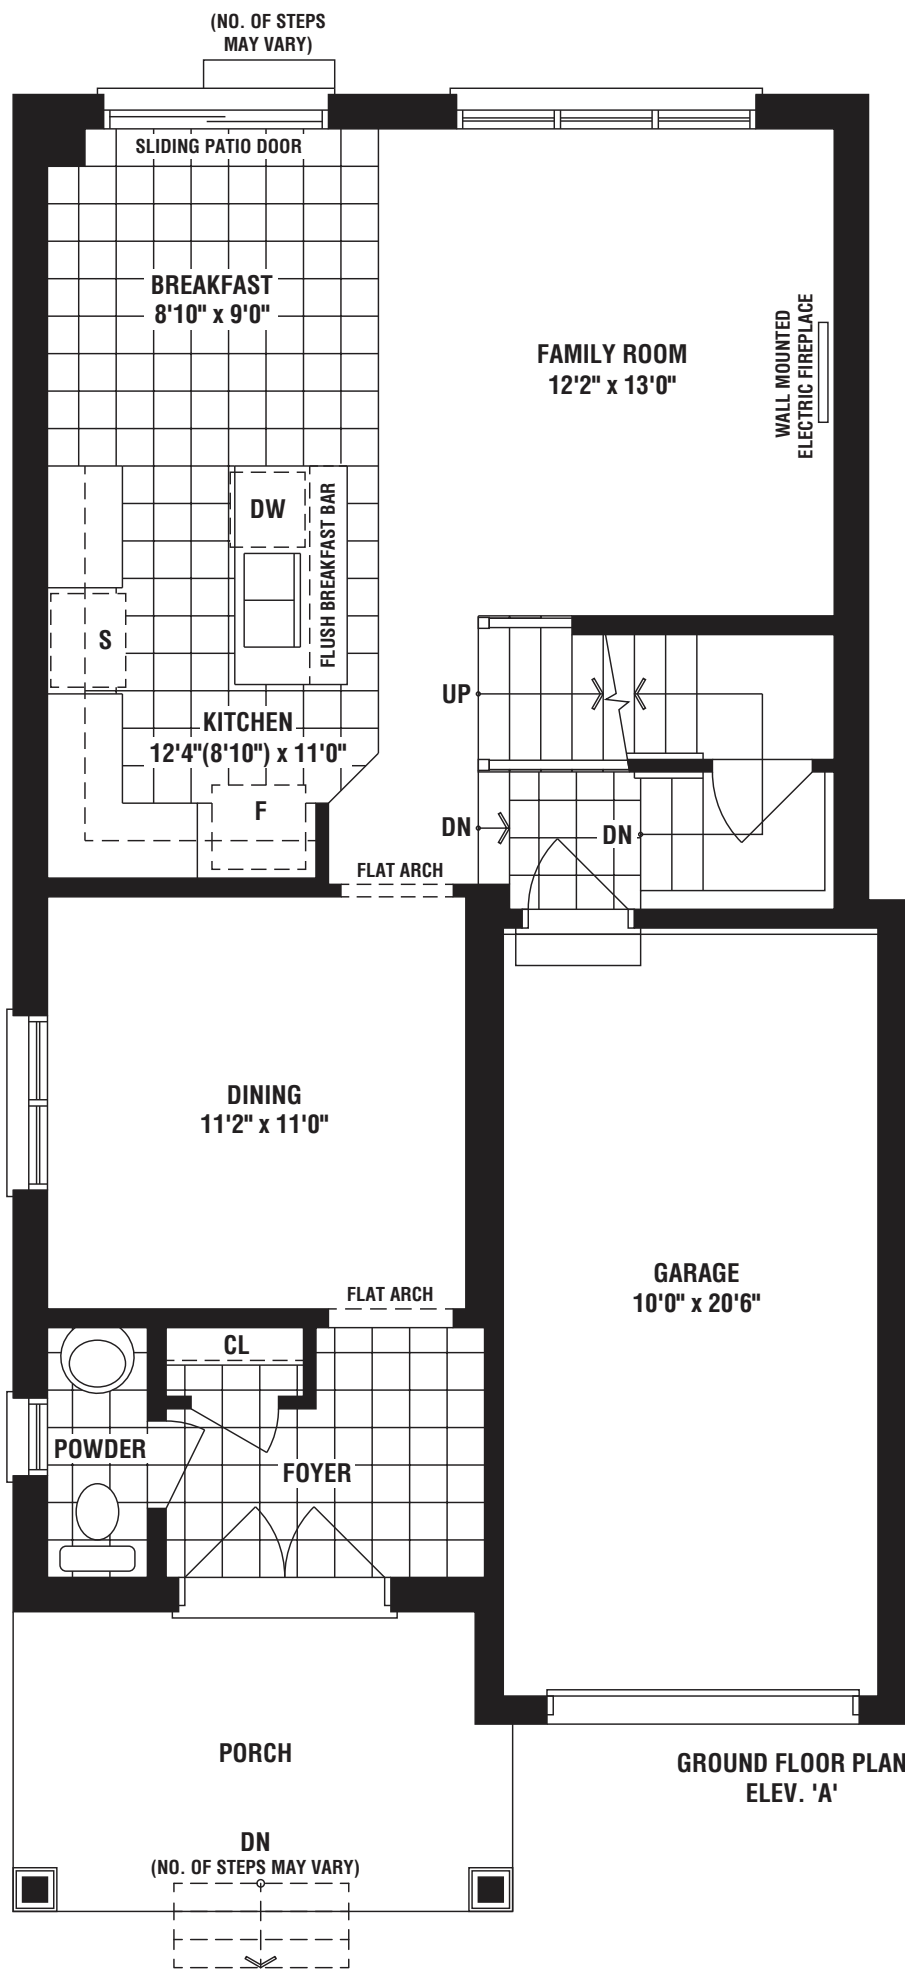 (NO. OF STEPS
MAY VARY)
SLIDING PATIO DOOR
BREAKFAST
8'10" x 9'0"
FAMILY ROOM
12'2" x 13'0"
WALL MOUNTED
ELECTRIC FIREPLACE
DW
FLUSH BREAKFAST BAR
S
UP
KITCHEN
12'4"(8'10") x 11'0"
F
DN
DN
FLAT ARCH
DINING
11'2" x 11'0"
GARAGE
10'0" x 20'6"
FLAT ARCH
CL
POWDER
FOYER
PORCH
GROUND FLOOR PLAN
ELEV. 'A'
DN
(NO. OF STEPS MAY VARY)